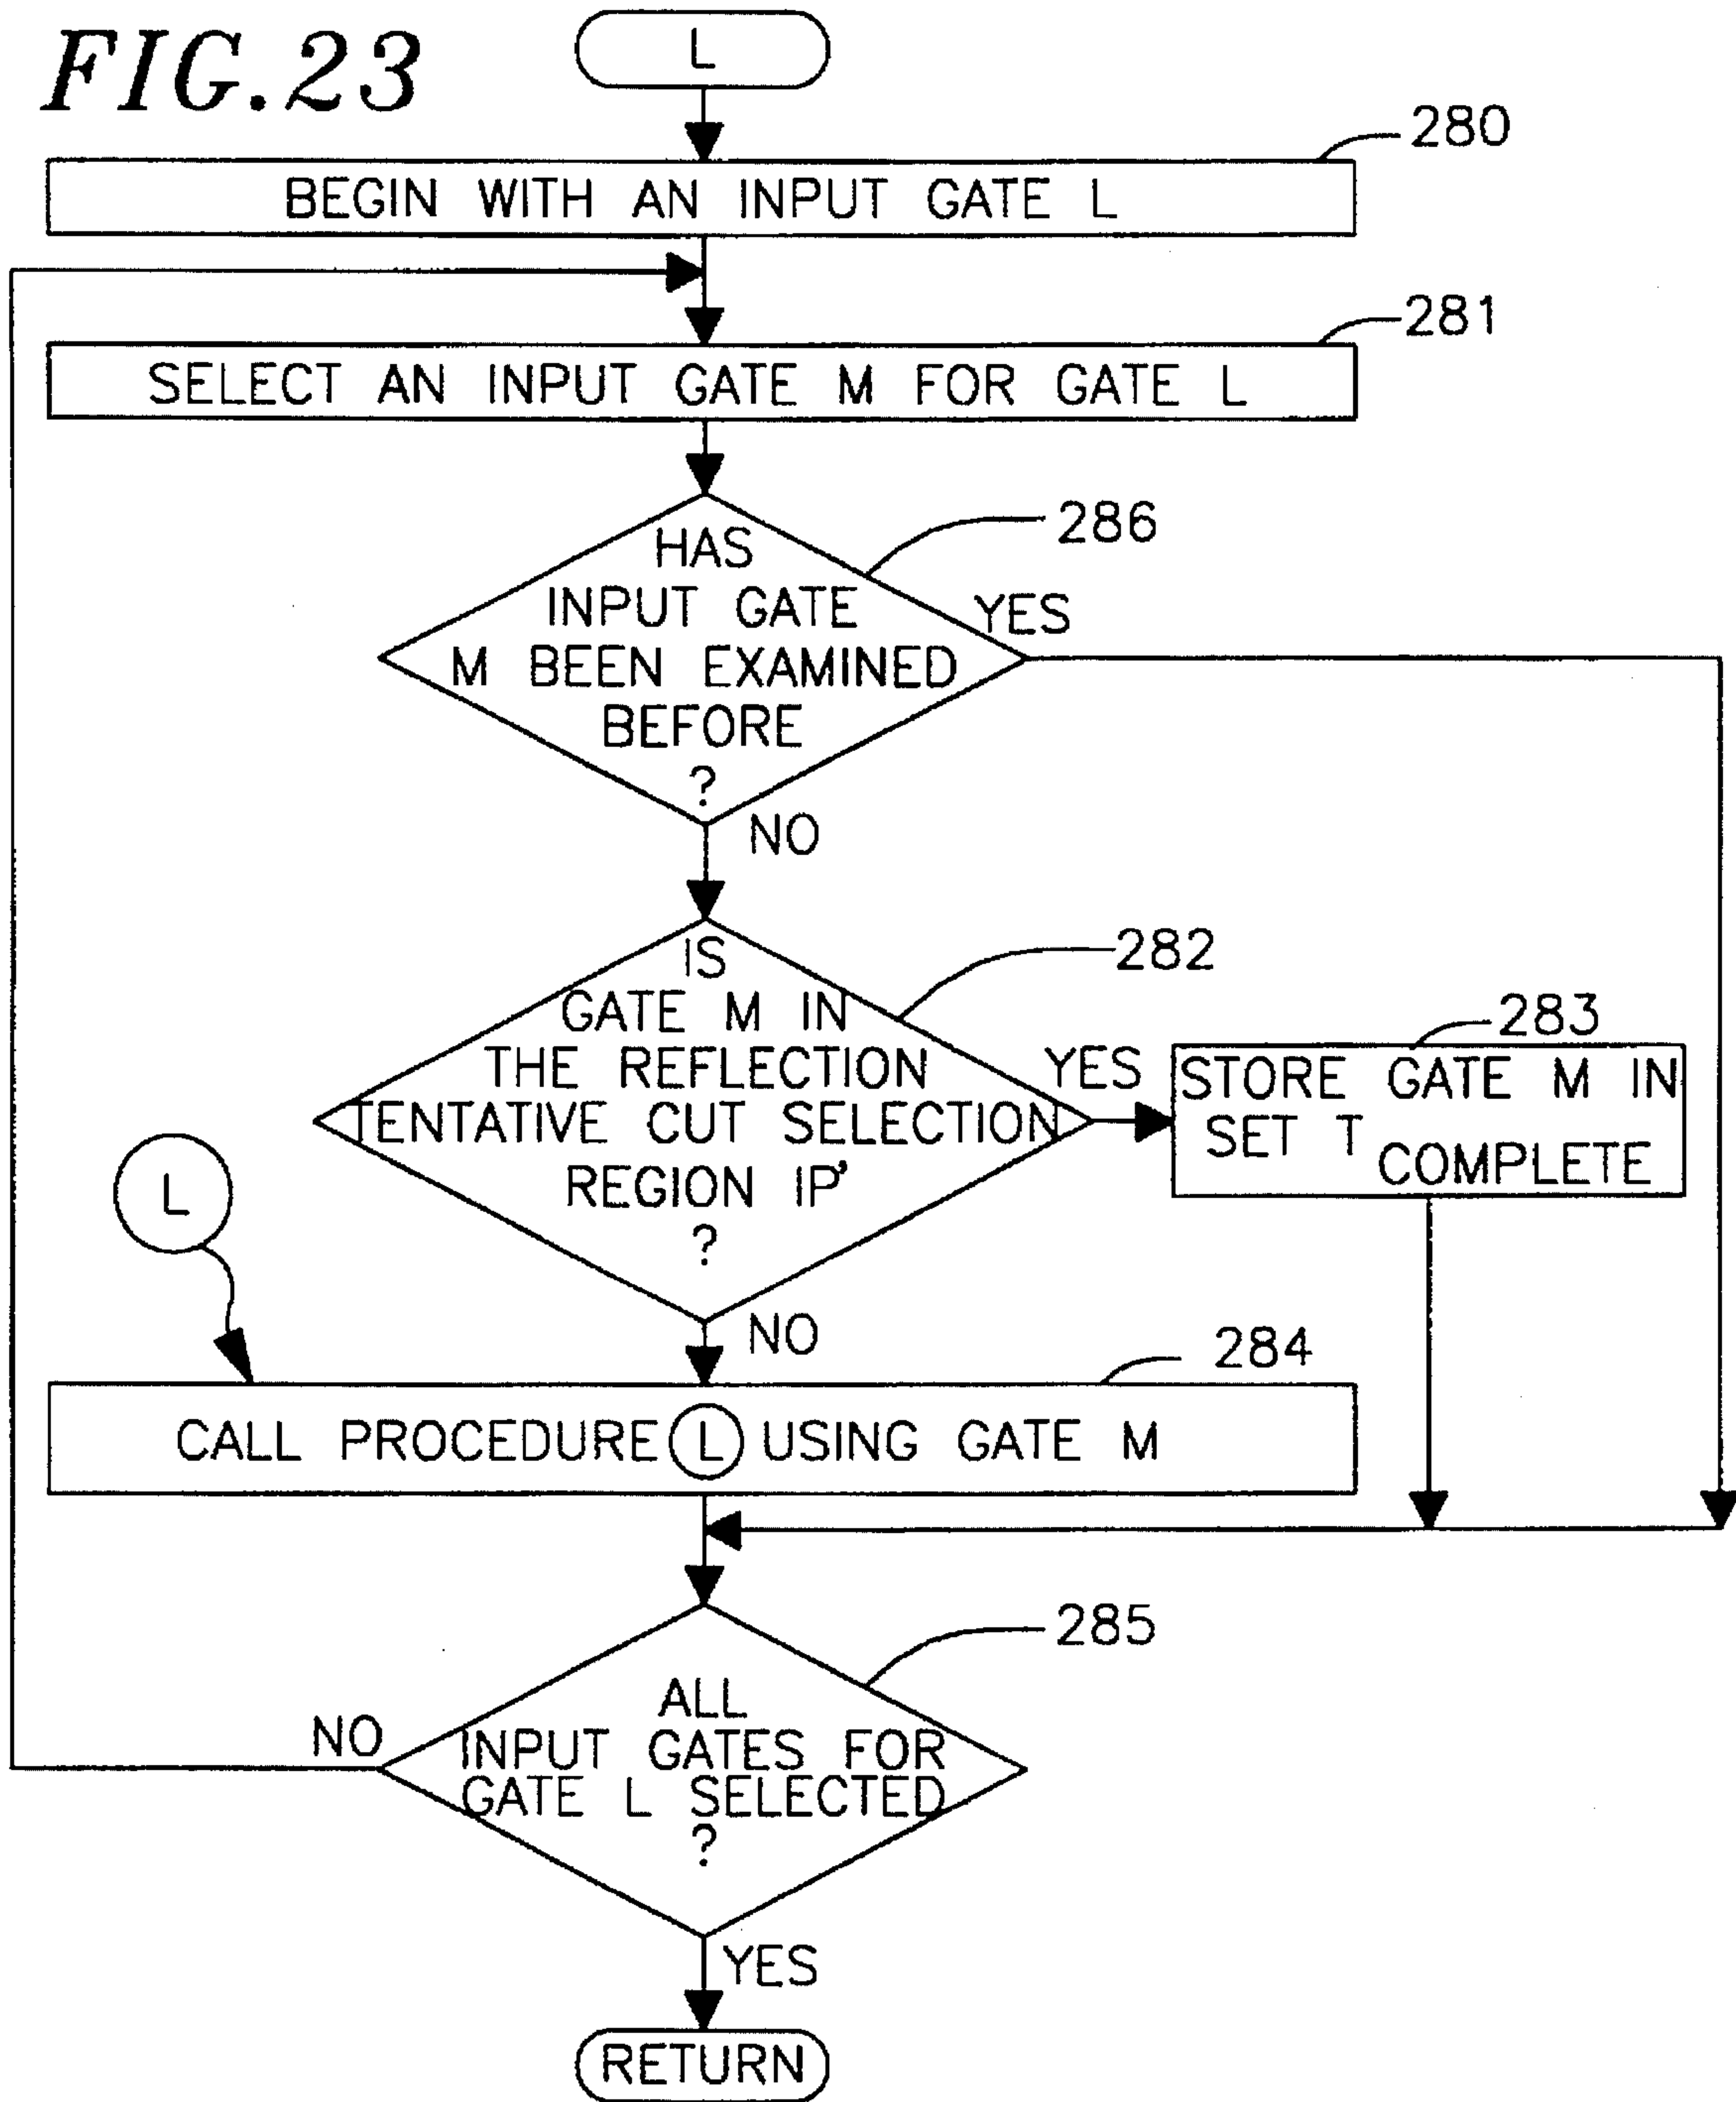 FIG.23
L
280
BEGIN WITH AN INPUT GATE L
281
SELECT AN INPUT GATE M FOR GATE L
286
HAS
INPUT GATE
M BEEN EXAMINED
BEFORE
?
YES
NO
282
IS
GATE M IN
THE REFLECTION
TENTATIVE CUT SELECTION
REGION IP'
?
YES
283
STORE GATE M IN
SET T COMPLETE
L
NO
284
CALL PROCEDURE L USING GATE M
285
ALL
INPUT GATES FOR
GATE L SELECTED
?
NO
YES
RETURN